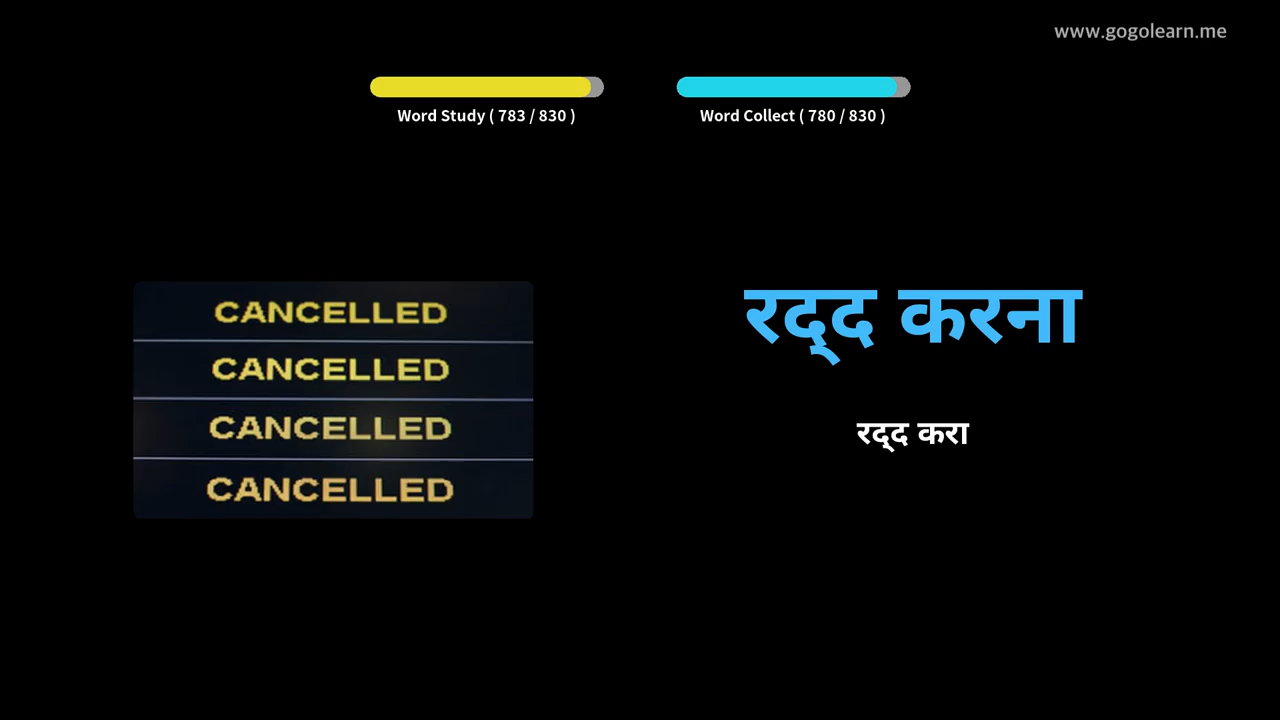 www.gogolearn.me
Word Study ( 783 / 830 )
Word Collect ( 780 / 830 )
CANCELLED
CANCELLED
CANCELLED
CANCELLED
रद्‌द करना
रद्‌द करा